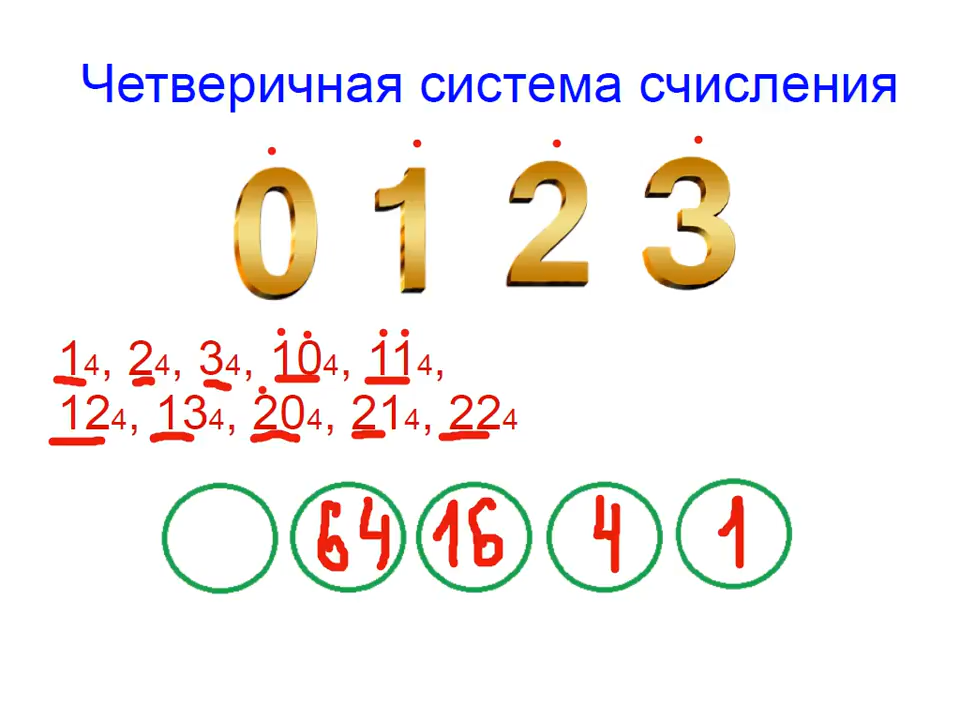 Четверичная система счисления
0 1 2 3
1₄, 2₄, 3₄, 10₄, 11₄,
12₄, 13₄, 20₄, 21₄, 22₄
64 16 4 1